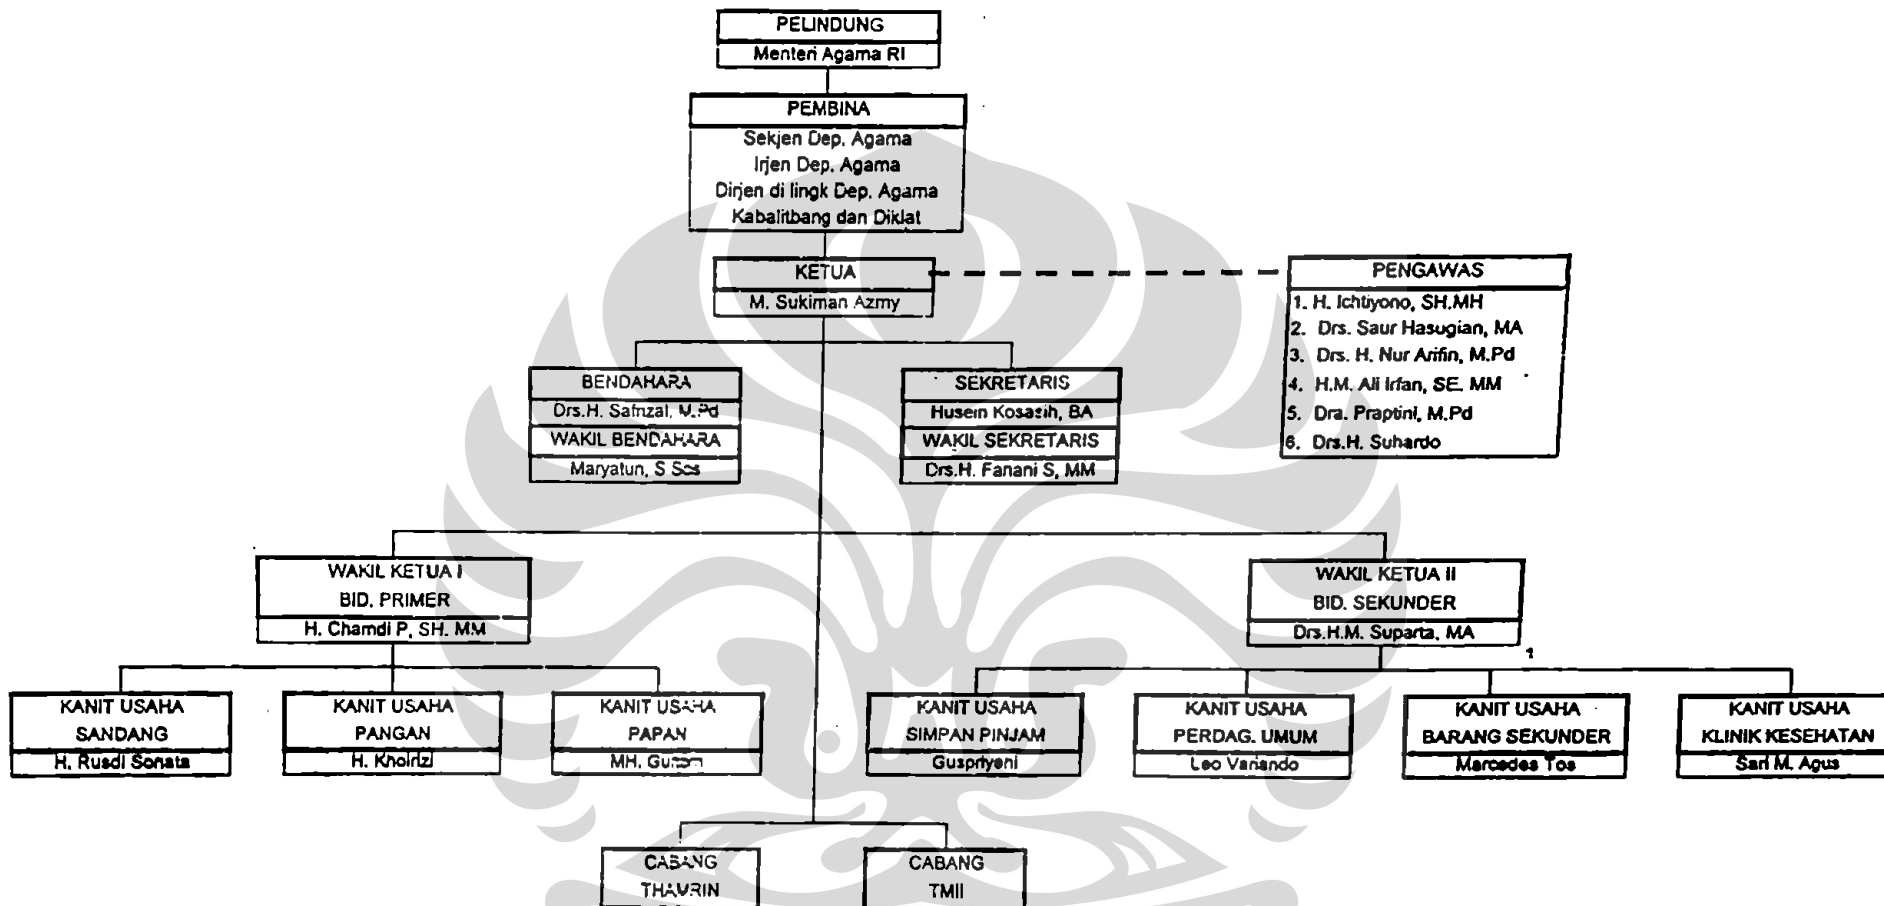 PELINDUNG
Menteri Agama RI
PEMBINA
Sekjen Dep. Agama
Irjen Dep. Agama
Dirjen di lingk Dep. Agama
Kabalitbang dan Diklat
KETUA
M. Sukiman Azmy
PENGAWAS
1. H. Ichtiyono, SH.MH
2. Drs. Saur Hasugian, MA
3. Drs. H. Nur Arifin, M.Pd
4. H.M. Ali Irfan, SE. MM
5. Dra. Praptini, M.Pd
6. Drs.H. Suhardo
BENDAHARA
Drs.H. Safrizal, M.Pd
WAKIL BENDAHARA
Maryatun, S Sos
SEKRETARIS
Husein Kosasih, BA
WAKIL SEKRETARIS
Drs.H. Fanani S, MM
WAKIL KETUA I
BID. PRIMER
H. Chamdi P, SH. MM
WAKIL KETUA II
BID. SEKUNDER
Drs.H.M. Suparta, MA
KANIT USAHA
SANDANG
H. Rusdi Sonata
KANIT USAHA
PANGAN
H. Khoirizi
KANIT USAHA
PAPAN
MH.
KANIT USAHA
SIMPAN PINJAM
Guspriyeni
KANIT USAHA
PERDAG. UMUM
Leo Variando
KANIT USAHA
BARANG SEKUNDER
Marcedes Tos
KANIT USAHA
KLINIK KESEHATAN
Sari M. Agus
CABANG
THAMRIN
CABANG
TMII